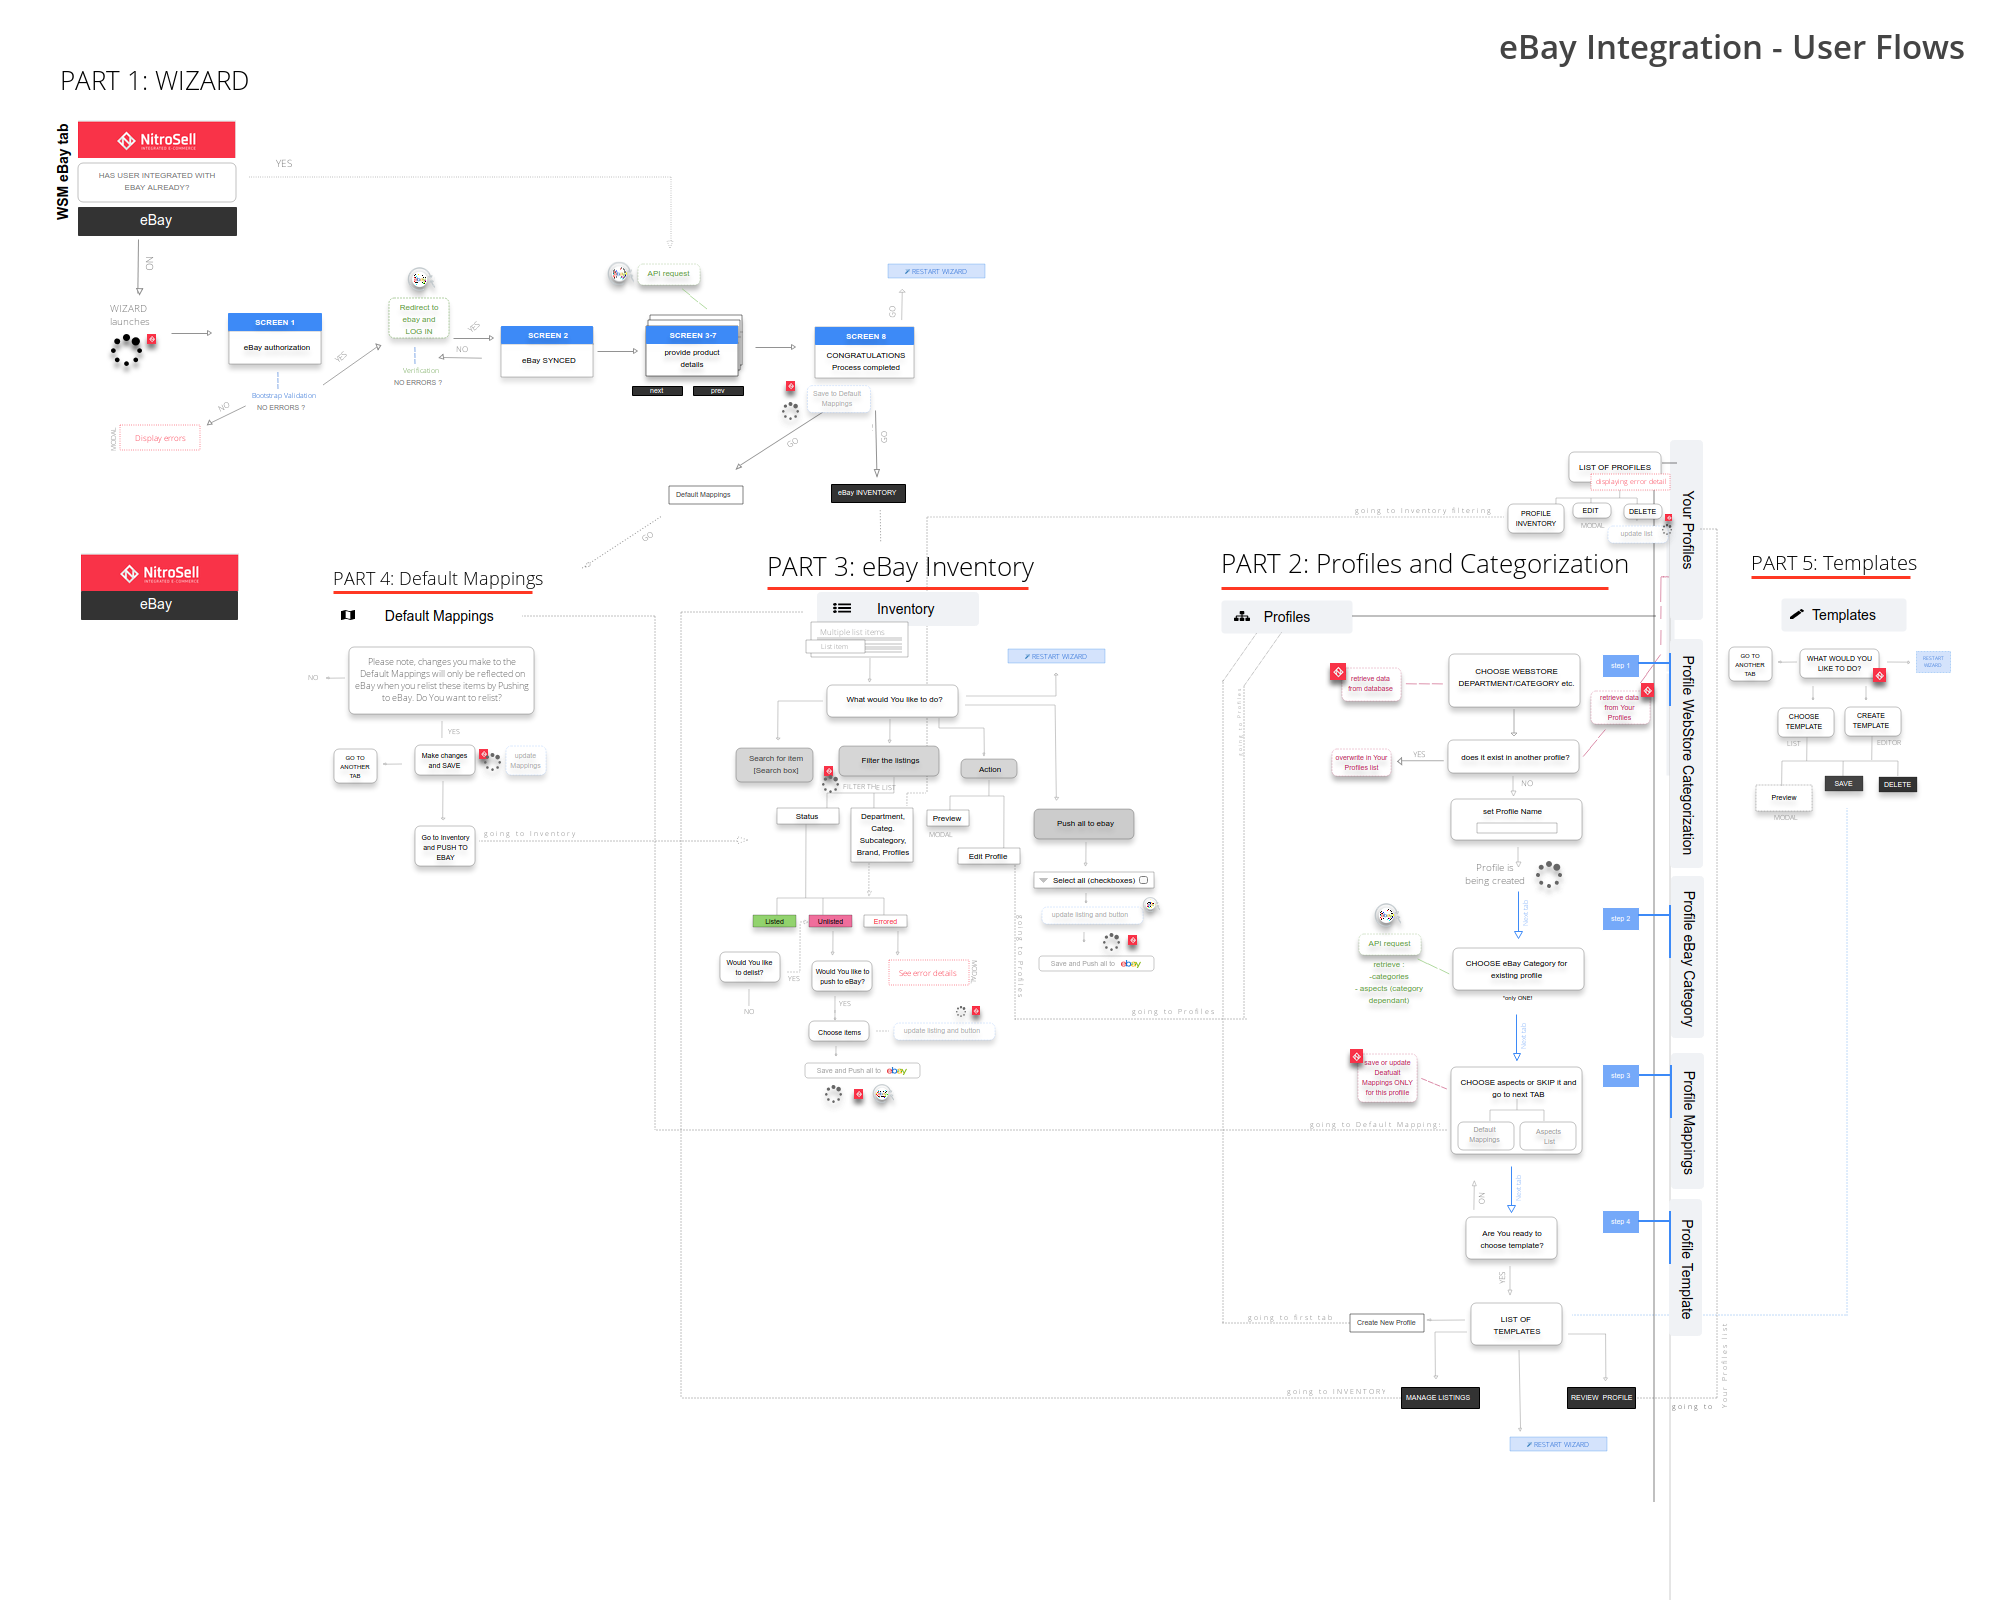 eBay Integration - User Flows
PART 1: WIZARD
WSM eBay tab
NitroSell
INTEGRATED E-COMMERCE
HAS USER INTEGRATED WITH
EBAY ALREADY?
eBay
YES
NO
WIZARD
launches
SCREEN 1
eBay authorization
Bootstrap Validation
NO ERRORS ?
NO
YES
MODAL
Display errors
Redirect to
ebay and
LOG IN
Verification
NO ERRORS ?
YES
NO
SCREEN 2
eBay SYNCED
API request
SCREEN 3-7
provide product
details
next
prev
SCREEN 8
CONGRATULATIONS
Process completed
GO
RESTART WIZARD
Save to Default
Mappings
GO
GO
Default Mappings
eBay INVENTORY
GO
NitroSell
INTEGRATED E-COMMERCE
eBay
PART 4: Default Mappings
Default Mappings
Please note, changes you make to the
Default Mappings will only be reflected on
eBay when you relist these items by Pushing
to eBay. Do You want to relist?
NO
YES
GO TO
ANOTHER
TAB
Make changes
and SAVE
update
Mappings
Go to Inventory
and PUSH TO
EBAY
going to Inventory
PART 3: eBay Inventory
Inventory
Multiple list items
List item
RESTART WIZARD
What would You like to do?
Search for item
[Search box]
Filter the listings
Action
FILTER THE LIST
Status
Department,
Categ.
Subcategory,
Brand, Profiles
Preview
MODAL
Edit Profile
Push all to ebay
Select all (checkboxes)
update listing and button
Save and Push all to ebay
Listed
Unlisted
Errored
Would You like
to delist?
YES
NO
Would You like to
push to eBay?
YES
See error details
MODAL
Choose items
update listing and button
Save and Push all to ebay
going to Profiles
going to Profiles
going to Profiles
PART 2: Profiles and Categorization
Profiles
going to Inventory filtering
LIST OF PROFILES
displaying error detail
PROFILE
INVENTORY
EDIT
MODAL
DELETE
update list
Your Profiles
step 1
CHOOSE WEBSTORE
DEPARTMENT/CATEGORY etc.
retrieve data
from database
retrieve data
from Your
Profiles
does it exist in another profile?
YES
overwrite in Your
Profiles list
NO
set Profile Name
Profile is
being created
Profile WebStore Categorization
Next tab
step 2
API request
retrieve :
-categories
- aspects (category
dependant)
CHOOSE eBay Category for
existing profile
*only ONE!
Profile eBay Category
Next tab
step 3
save or update
Deafualt
Mappings ONLY
for this profile
CHOOSE aspects or SKIP it and
go to next TAB
Default
Mappings
Aspects
List
going to Default Mapping
Profile Mappings
NO
Next tab
step 4
Are You ready to
choose template?
YES
Profile Template
LIST OF
TEMPLATES
going to first tab
Create New Profile
going to INVENTORY
MANAGE LISTINGS
REVIEW PROFILE
going to
Your Profiles list
RESTART WIZARD
PART 5: Templates
Templates
GO TO
ANOTHER
TAB
WHAT WOULD YOU
LIKE TO DO?
RESTART
WIZARD
CHOOSE
TEMPLATE
LIST
CREATE
TEMPLATE
EDITOR
Preview
MODAL
SAVE
DELETE